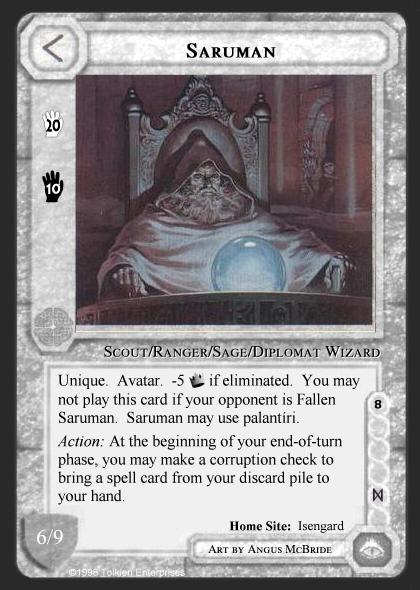 SARUMAN
20
10
SCOUT/RANGER/SAGE/DIPLOMAT WIZARD
Unique. Avatar. -5 if eliminated. You may
not play this card if your opponent is Fallen
Saruman. Saruman may use palantíri.
Action: At the beginning of your end-of-turn
phase, you may make a corruption check to
bring a spell card from your discard pile to
your hand.
8
Home Site: Isengard
6/9
ART BY ANGUS MCBRIDE
©1998 Tolkien Enterprises